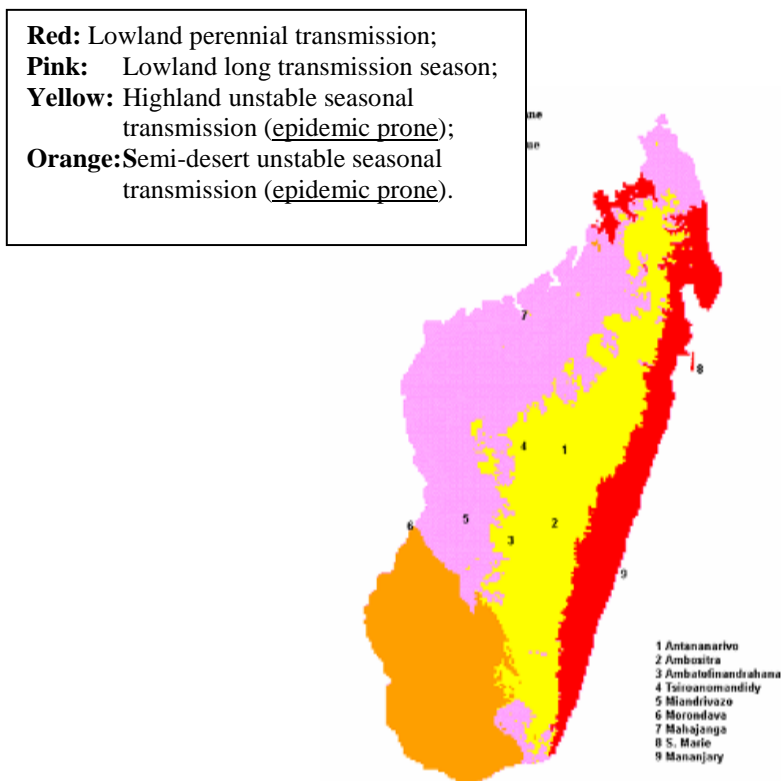 Red: Lowland perennial transmission;
Pink: Lowland long transmission season;
Yellow: Highland unstable seasonal
transmission (epidemic prone);
Orange:Semi-desert unstable seasonal
transmission (epidemic prone).
ne
ue
7
8
4
1
5
6
2
3
9
1 Antananarivo
2 Ambositra
3 Ambatofinandrahana
4 Tsiroanomandidy
5 Miandrivazo
6 Morondava
7 Mahajanga
8 S. Marie
9 Mananjary